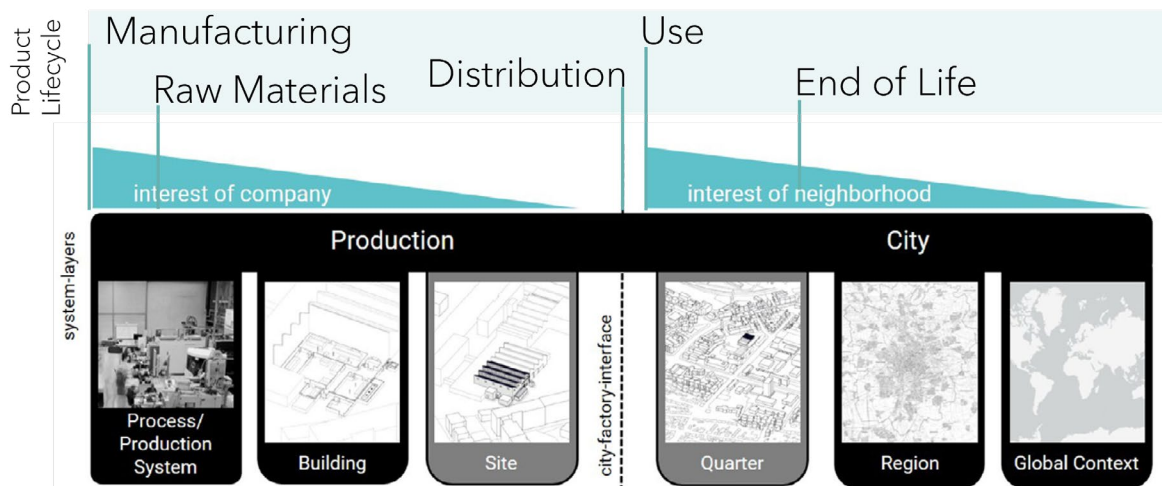 Product
Lifecycle
Manufacturing
Raw Materials
Distribution
Use
End of Life
interest of company
interest of neighborhood
system-layers
Production
City
Process/
Production
System
Building
Site
city-factory-interface
Quarter
Region
Global Context